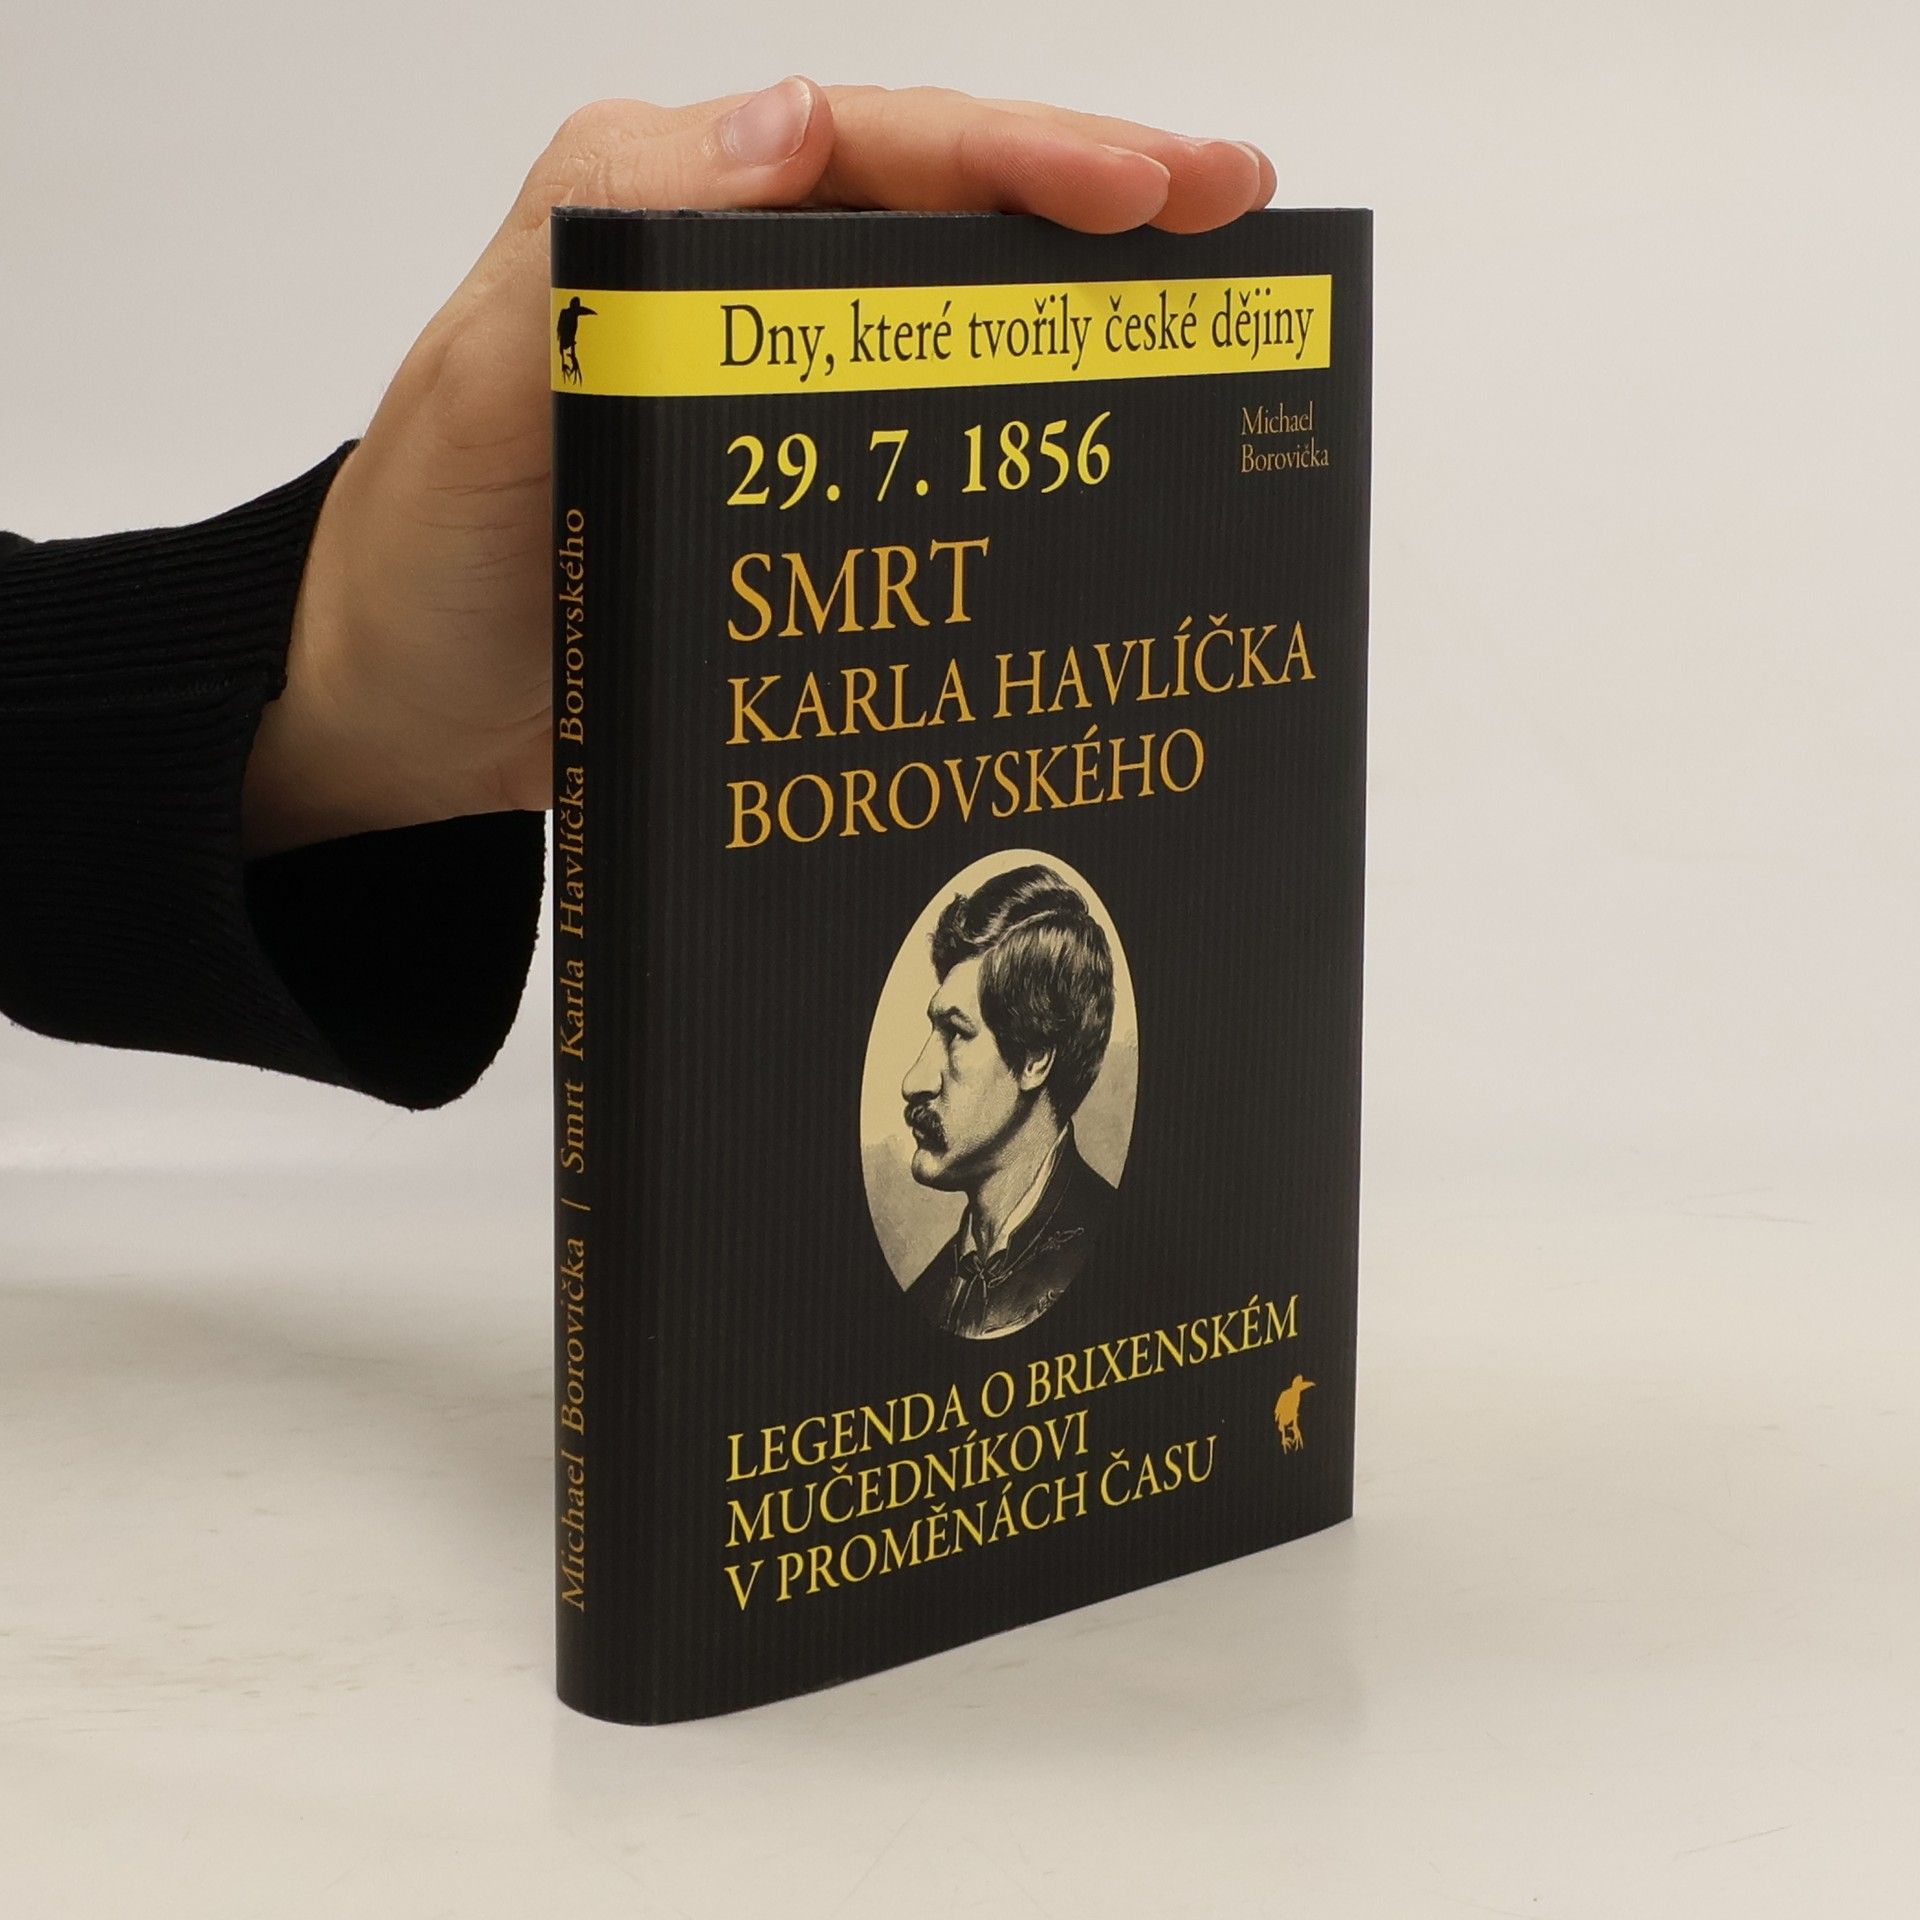 Dny, které tvořily české dějiny
29. 7. 1856
Michael
Borovička
SMRT
KARLA HAVLÍČKA
BOROVSKÉHO
LEGENDA O BRIXENSKÉM
MUČEDNÍKOVI
V PROMĚNÁCH ČASU
Michael Borovička | Smrt Karla Havlíčka Borovského